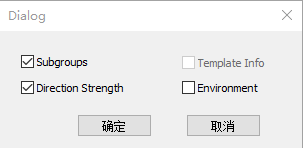 Dialog
Subgroups
Template Info
Direction Strength
Environment
确定
取消